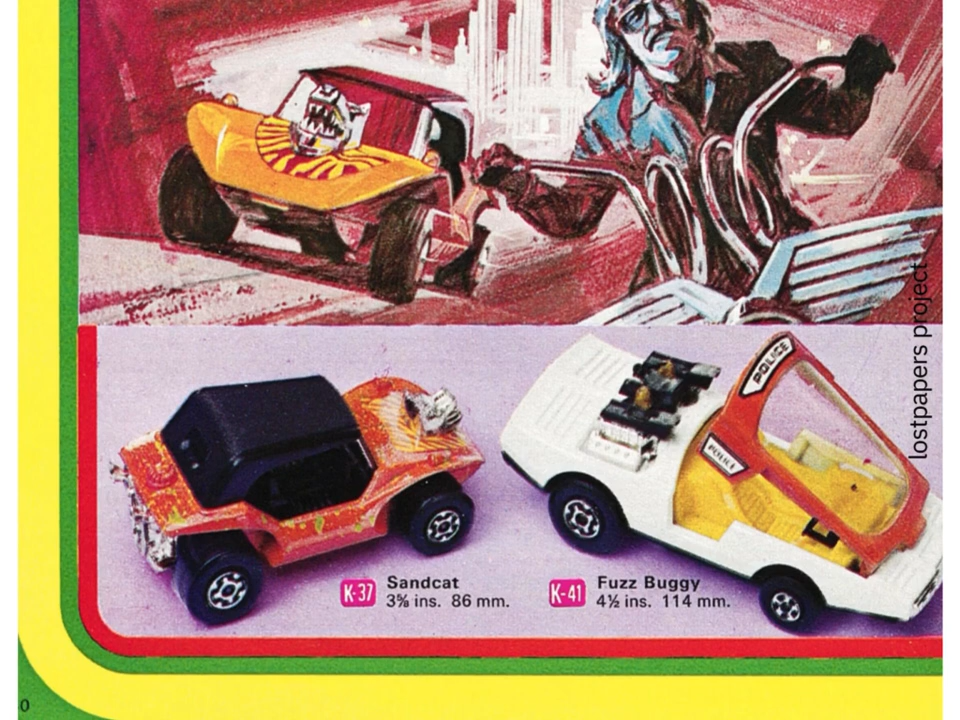 POLICE
POLICE
K-37 Sandcat
3⅜ ins. 86 mm.
K-41 Fuzz Buggy
4½ ins. 114 mm.
lostpapers project
0